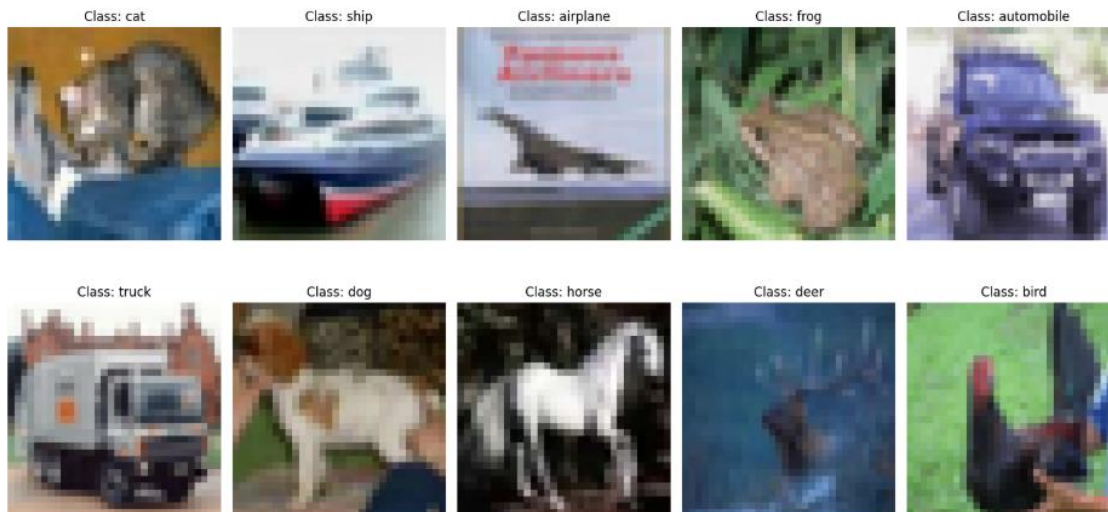 Class: cat
Class: ship
Class: airplane
Class: frog
Class: automobile
Class: truck
Class: dog
Class: horse
Class: deer
Class: bird